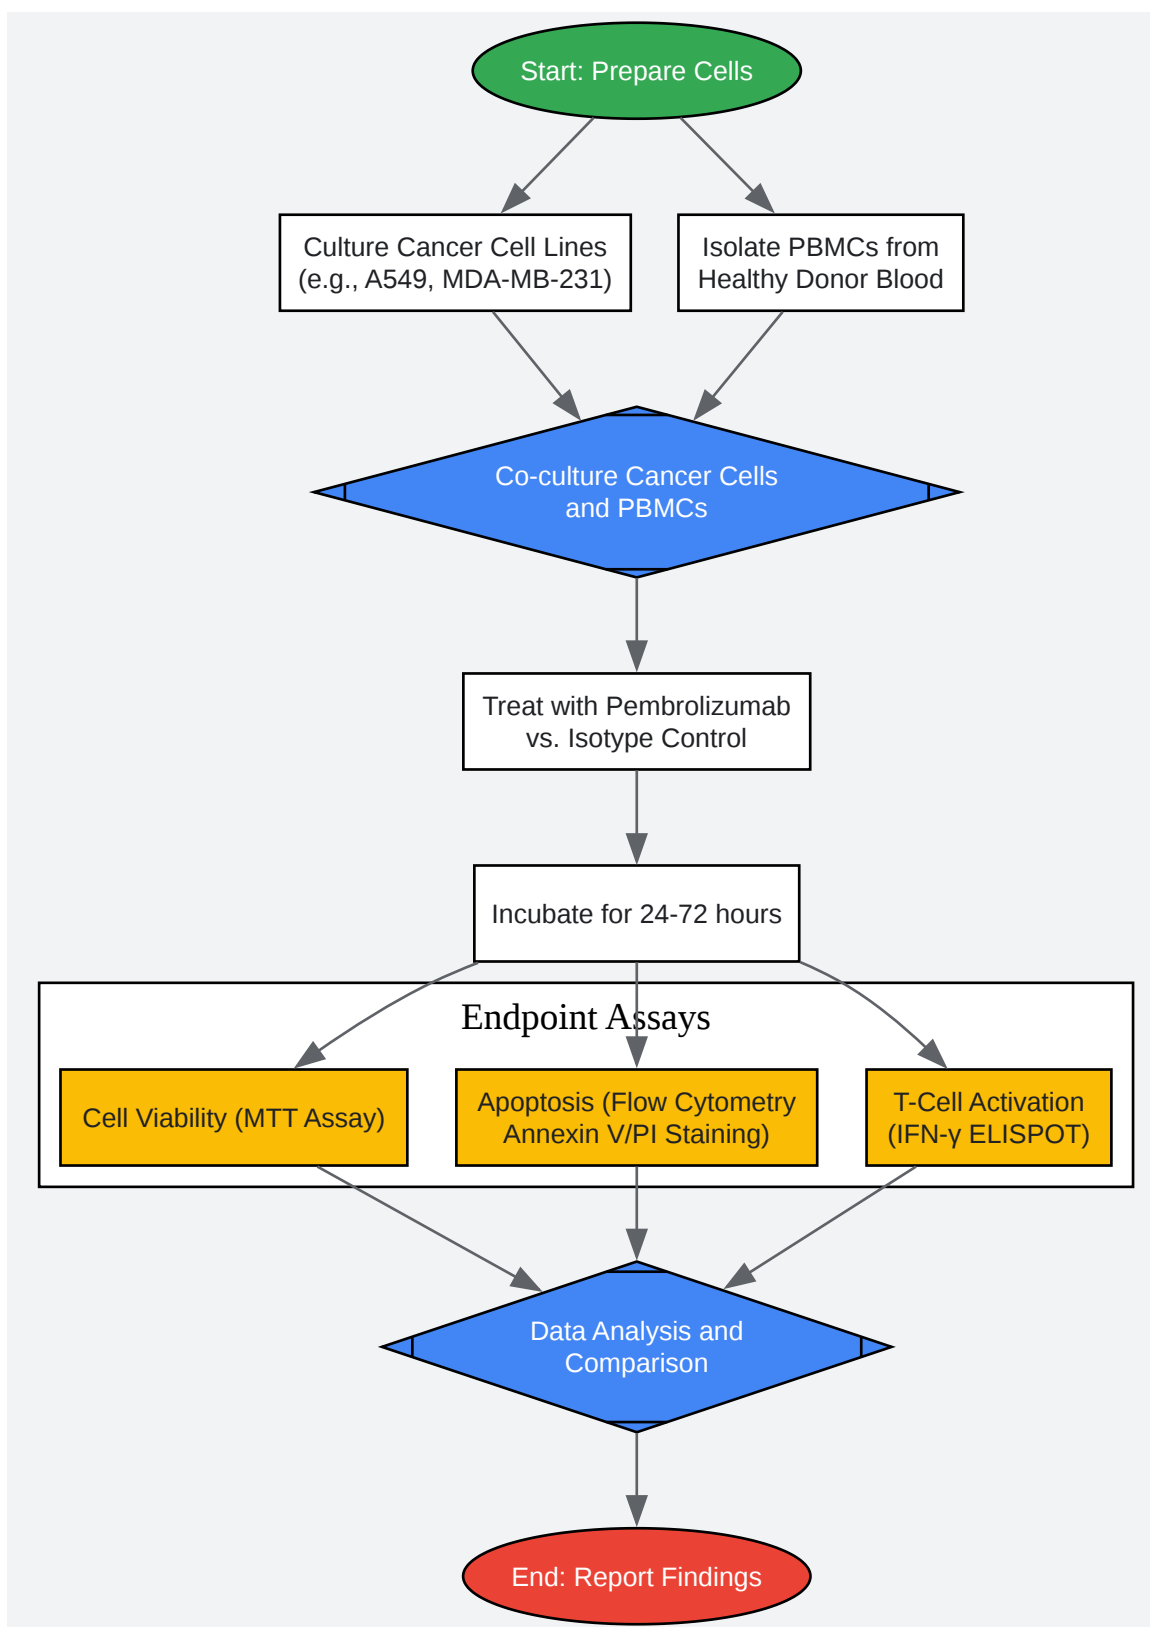 Start: Prepare Cells
Culture Cancer Cell Lines
(e.g., A549, MDA-MB-231)
Isolate PBMCs from
Healthy Donor Blood
Co-culture Cancer Cells
and PBMCs
Treat with Pembrolizumab
vs. Isotype Control
Incubate for 24-72 hours
Endpoint Assays
Cell Viability (MTT Assay)
Apoptosis (Flow Cytometry
Annexin V/PI Staining)
T-Cell Activation
(IFN-γ ELISPOT)
Data Analysis and
Comparison
End: Report Findings